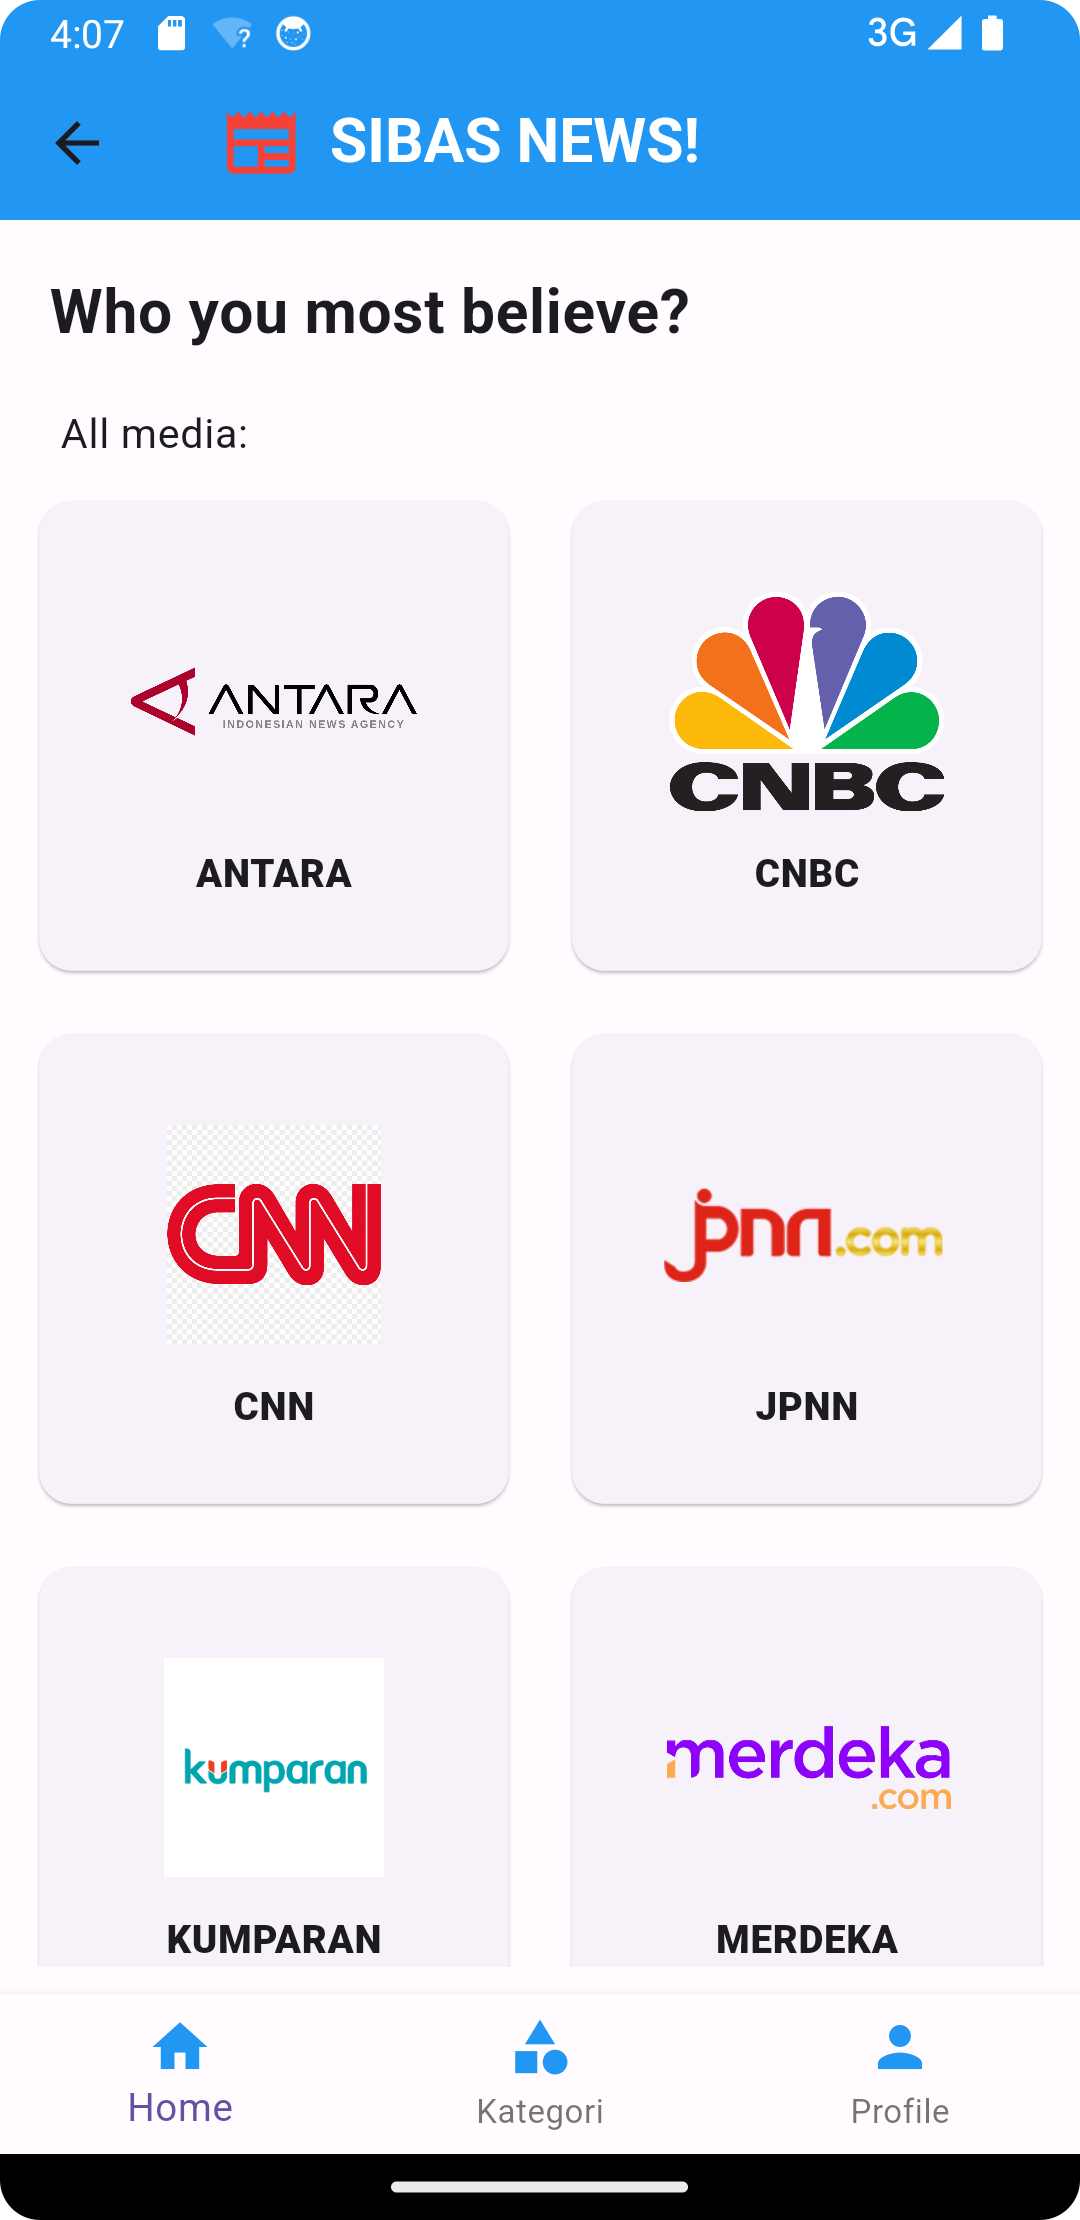 4:07
3G
SIBAS NEWS!
Who you most believe?
All media:
ANTARA
INDONESIAN NEWS AGENCY
ANTARA
CNBC
CNBC
CNN
CNN
jpnn.com
JPNN
kumparan
KUMPARAN
merdeka
.com
MERDEKA
Home
Kategori
Profile